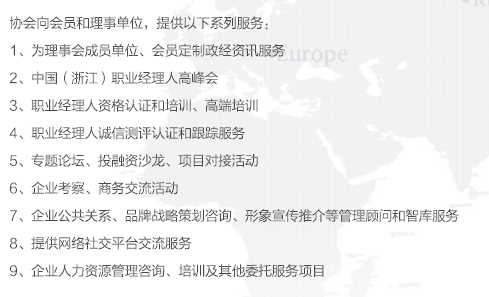 协会向会员和理事单位，提供以下系列服务：
1、为理事会成员单位、会员定制政经资讯服务
Europe
2、中国（浙江）职业经理人高峰会
3、职业经理人资格认证和培训、高端培训
4、职业经理人诚信测评认证和跟踪服务
5、专题论坛、投融资沙龙、项目对接活动
6、企业考察、商务交流活动
7、企业公共关系、品牌战略策划咨询、形象宣传推介等管理顾问和智库服务
8、提供网络社交平台交流服务
9、企业人力资源管理咨询、培训及其他委托服务项目